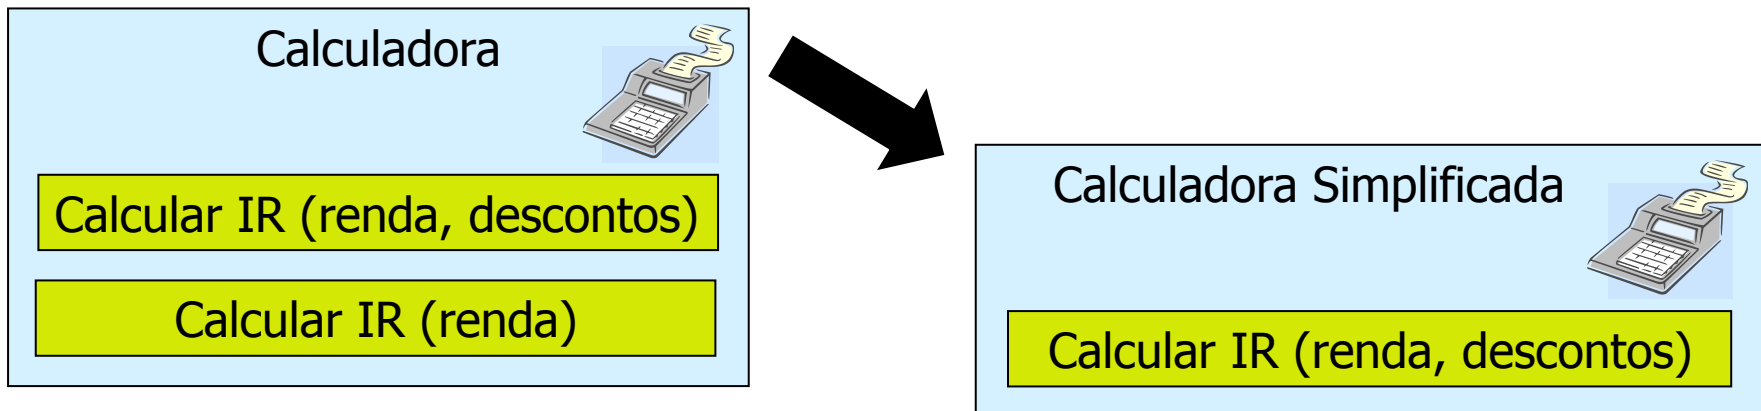 Calculadora
Calcular IR (renda, descontos)
Calcular IR (renda)
Calculadora Simplificada
Calcular IR (renda, descontos)